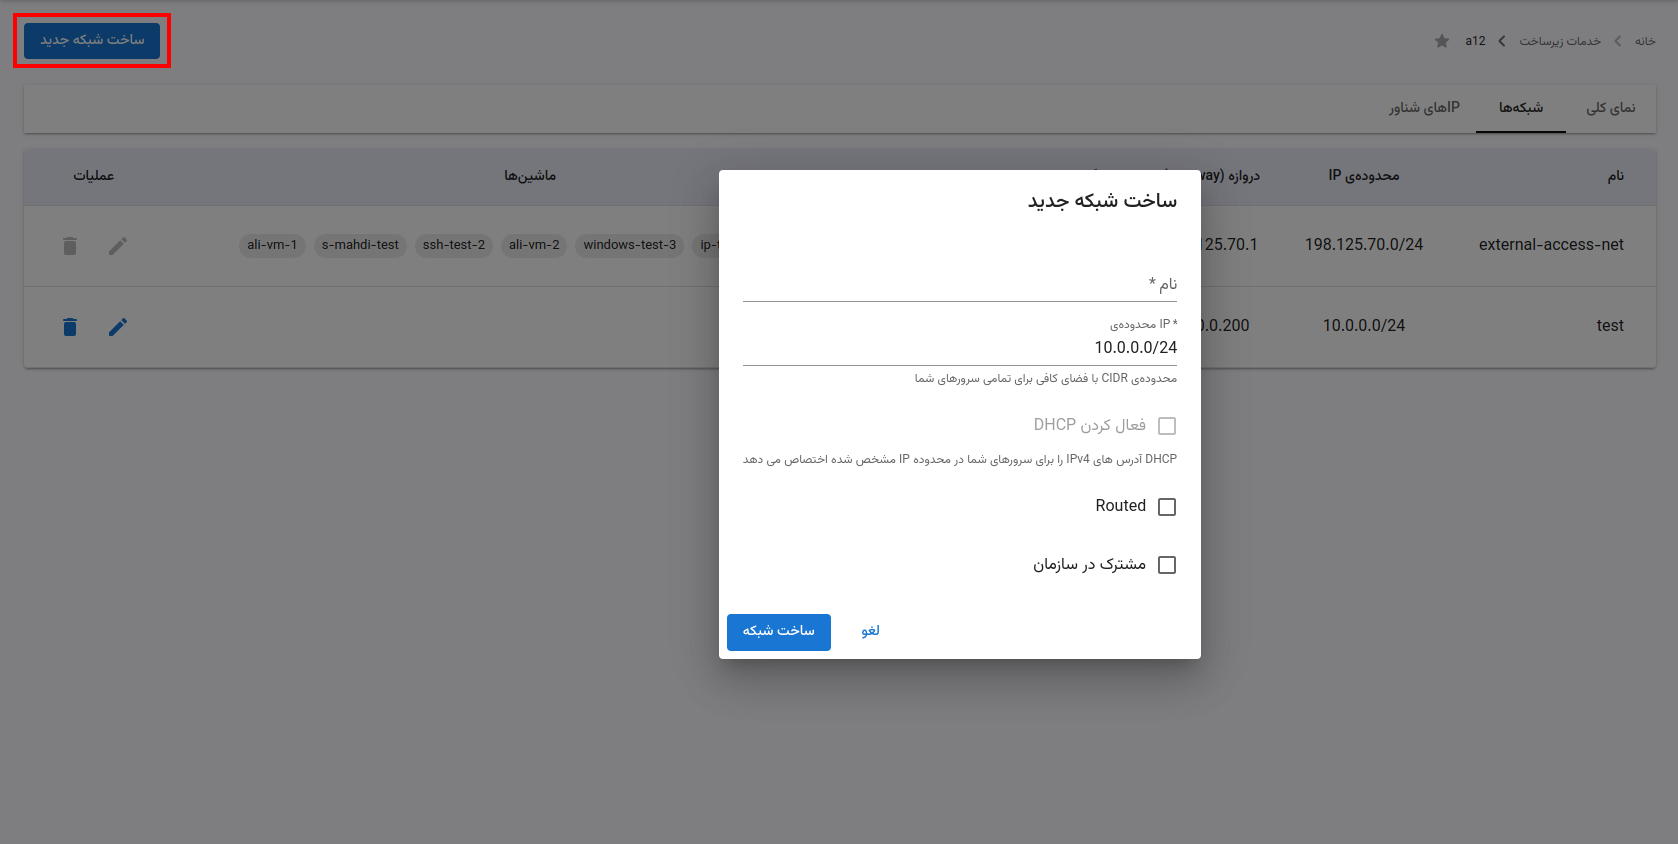 خانه
خدمات زیرساخت
a12
ساخت شبکه جدید
نمای کلی
شبکه‌ها
IPهای شناور
نام
محدوده‌ی IP
دروازه
ماشین‌ها
عملیات
external-access-net
198.125.70.0/24
25.70.1
windows-test-3
ali-vm-2
ssh-test-2
s-mahdi-test
ali-vm-1
test
10.0.0.0/24
0.200
ساخت شبکه جدید
نام *
محدوده‌ی IP *
10.0.0.0/24
محدوده‌ی CIDR با فضای کافی برای تمامی سرورهای شما
فعال کردن DHCP
DHCP آدرس های IPv4 را برای سرورهای شما در محدوده IP مشخص شده اختصاص می دهد
Routed
مشترک در سازمان
لغو
ساخت شبکه